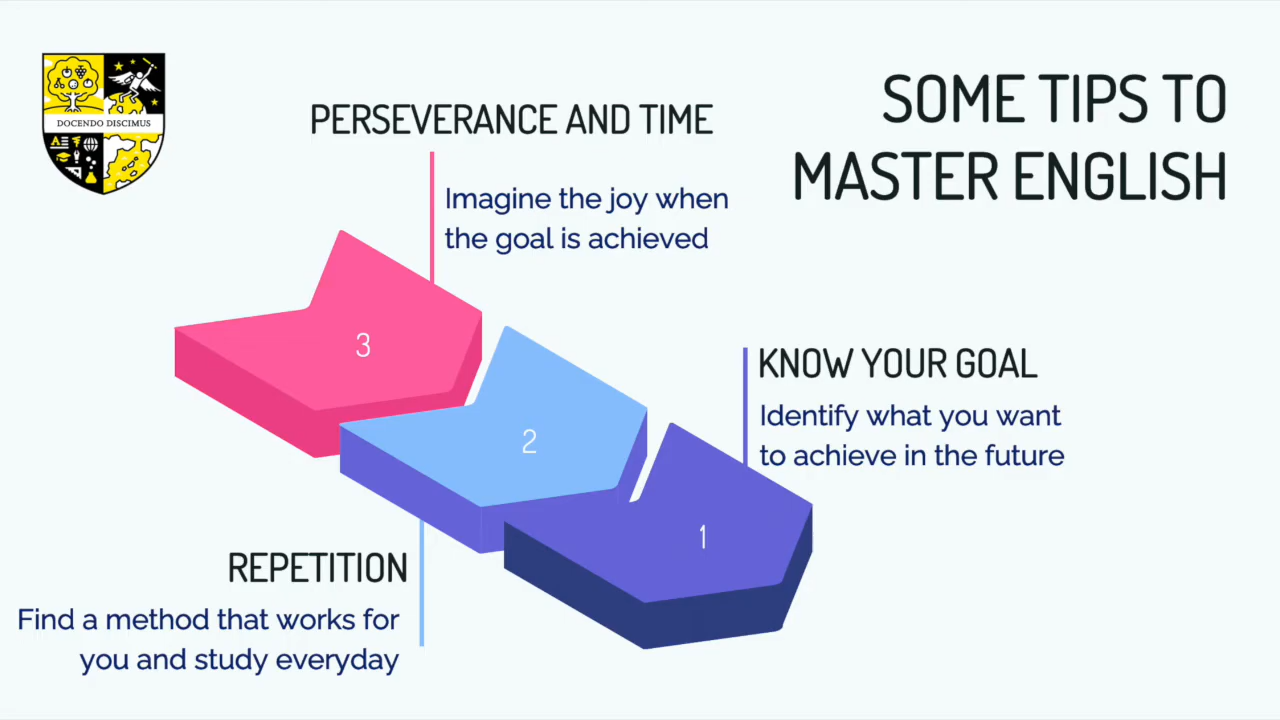 SOME TIPS TO
MASTER ENGLISH
DOCENDO DISCIMUS
PERSEVERANCE AND TIME
Imagine the joy when
the goal is achieved
3
2
1
KNOW YOUR GOAL
Identify what you want
to achieve in the future
REPETITION
Find a method that works for
you and study everyday